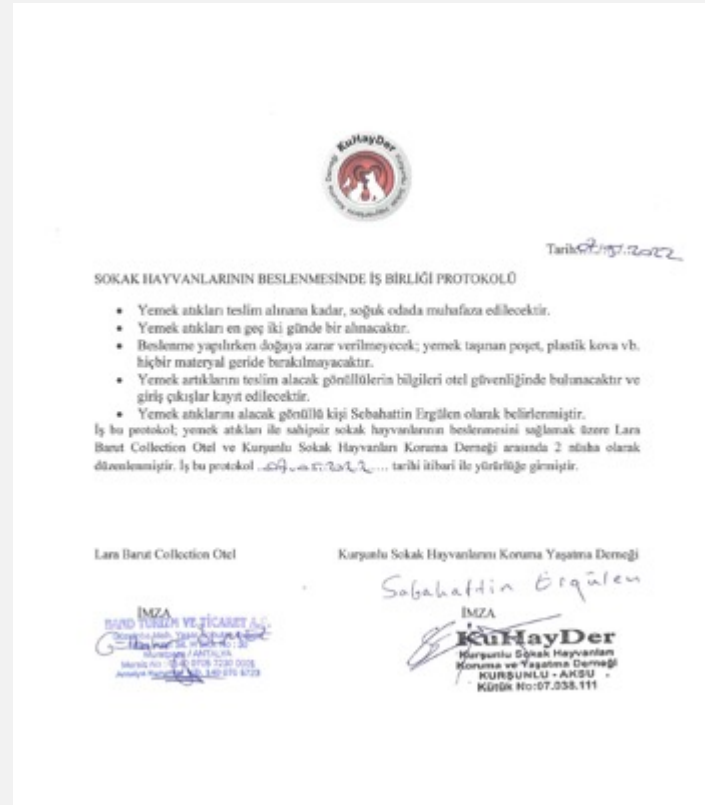 KuHayDer
Kurşunlu Sokak Hayvanlarını Koruma Derneği
Tarih:
SOKAK HAYVANLARININ BESLENMESİNDE İŞ BİRLİĞİ PROTOKOLÜ
• Yemek atıkları teslim alınana kadar, soğuk odada muhafaza edilecektir.
• Yemek atıkları en geç iki günde bir alınacaktır.
• Beslenme yapılırken doğaya zarar verilmeyecek; yemek taşınan poşet, plastik kova vb.
hiçbir materyal geride bırakılmayacaktır.
• Yemek artıklarını teslim alacak gönüllülerin bilgileri otel güvenliğinde bulunacaktır ve
giriş çıkışlar kayıt edilecektir.
• Yemek atıklarını alacak gönüllü kişi Sebahattin Ergülen olarak belirlenmiştir.
İş bu protokol; yemek atıkları ile sahipsiz sokak hayvanlarının beslenmesini sağlamak üzere Lara
Barut Collection Otel ve Kurşunlu Sokak Hayvanları Koruma Derneği arasında 2 nüsha olarak
düzenlenmiştir. İş bu protokol tarihi itibari ile yürürlüğe girmiştir.
Lara Barut Collection Otel Kurşunlu Sokak Hayvanlarını Koruma Yaşatma Derneği
Sabahattin Ergülen
İMZA İMZA
TURİZM VE TİCARET A.Ş.
KuHayDer
Kurşunlu Sokak Hayvanları
Koruma ve Yaşatma Derneği
KURŞUNLU - AKSU
Kütük No:07.038.111